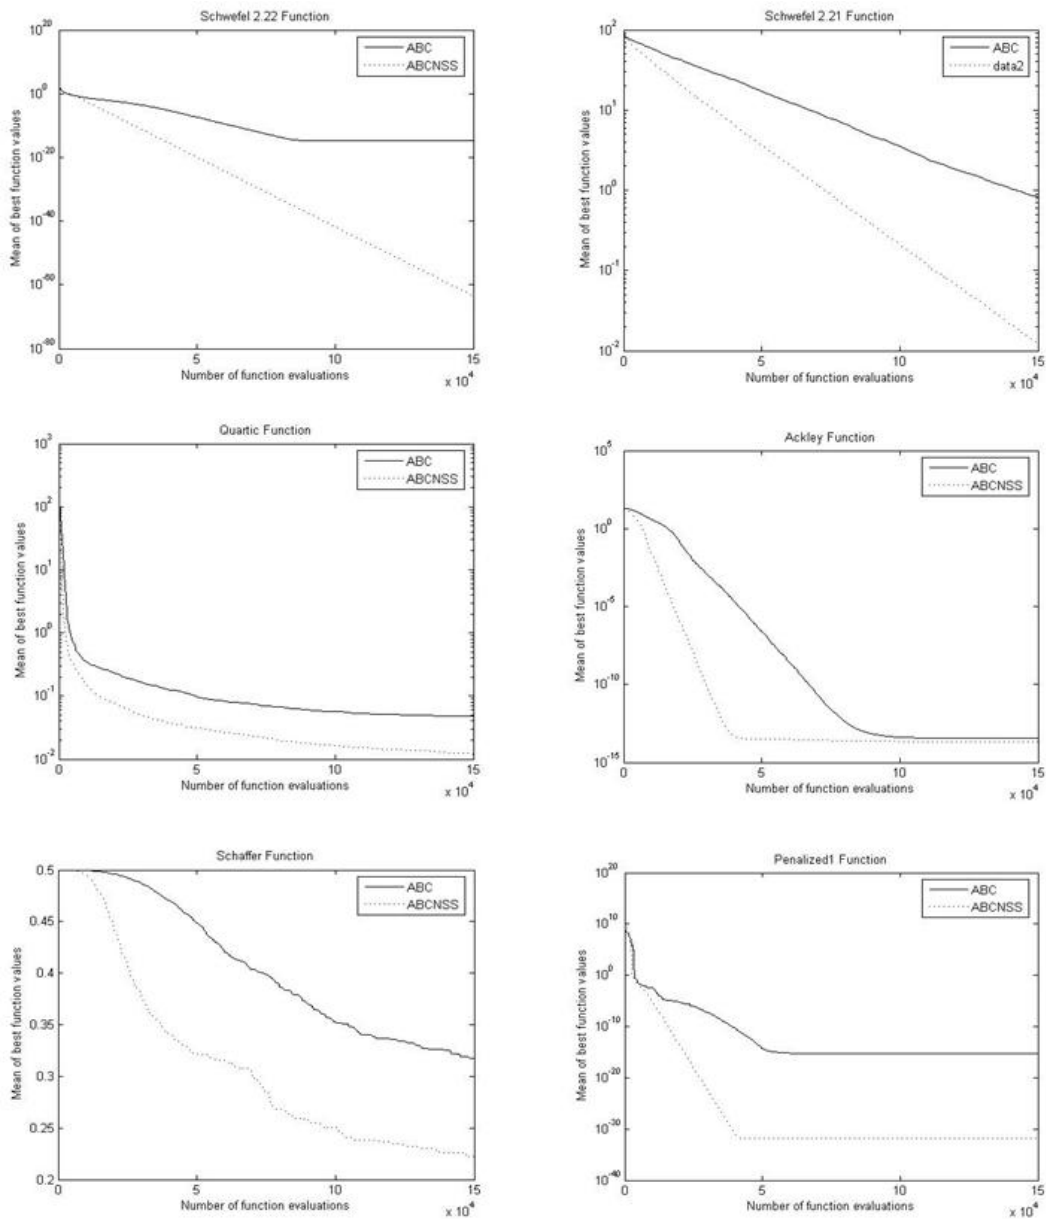 Schwefel 2.22 Function
10^20
10^0
10^-20
10^-40
10^-60
10^-80
Mean of best function values
ABC
ABCNSS
0 5 10 15
Number of function evaluations
x 10^4
Schwefel 2.21 Function
10^2
10^1
10^0
10^-1
10^-2
Mean of best function values
ABC
data2
0 5 10 15
Number of function evaluations
x 10^4
Quartic Function
10^3
10^2
10^1
10^0
10^-1
10^-2
Mean of best function values
ABC
ABCNSS
0 5 10 15
Number of function evaluations
x 10^4
Ackley Function
10^5
10^0
10^-5
10^-10
10^-15
Mean of best function values
ABC
ABCNSS
0 5 10 15
Number of function evaluations
x 10^4
Schaffer Function
0.5
0.45
0.4
0.35
0.3
0.25
0.2
Mean of best function values
ABC
ABCNSS
0 5 10 15
Number of function evaluations
x 10^4
Penalized1 Function
10^20
10^10
10^0
10^-10
10^-20
10^-30
10^-40
Mean of best function values
ABC
ABCNSS
0 5 10 15
Number of function evaluations
x 10^4